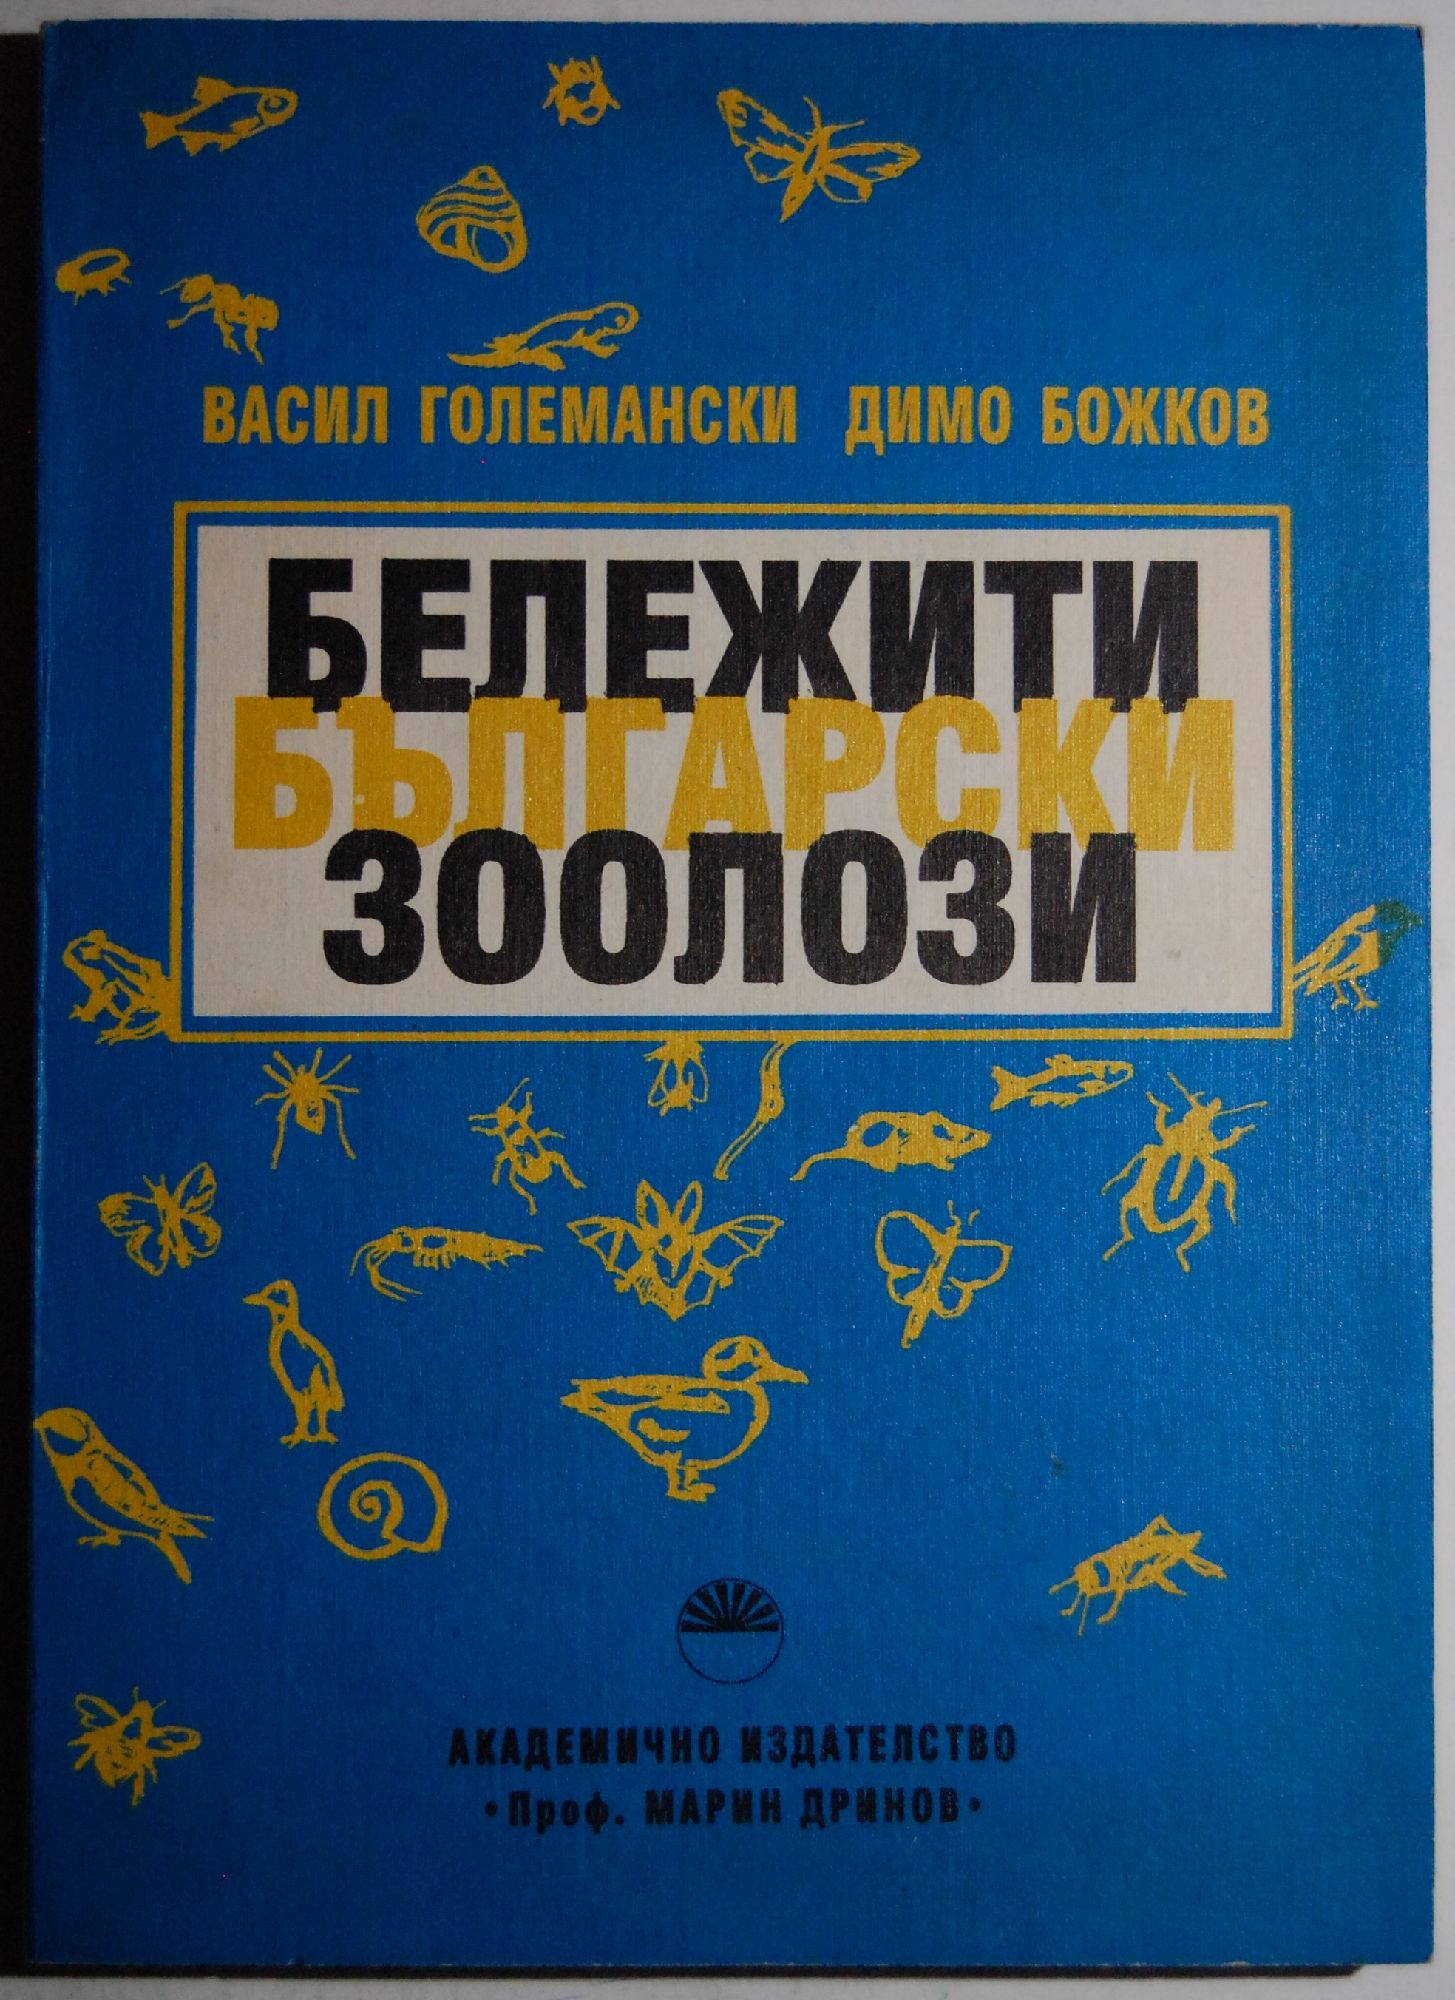 ВАСИЛ ГОЛЕМАНСКИ ДИМО БОЖКОВ
БЕЛЕЖИТИ
БЪЛГАРСКИ
ЗООЛОЗИ
АКАДЕМИЧНО ИЗДАТЕЛСТВО
•Проф. МАРИН ДРИНОВ•